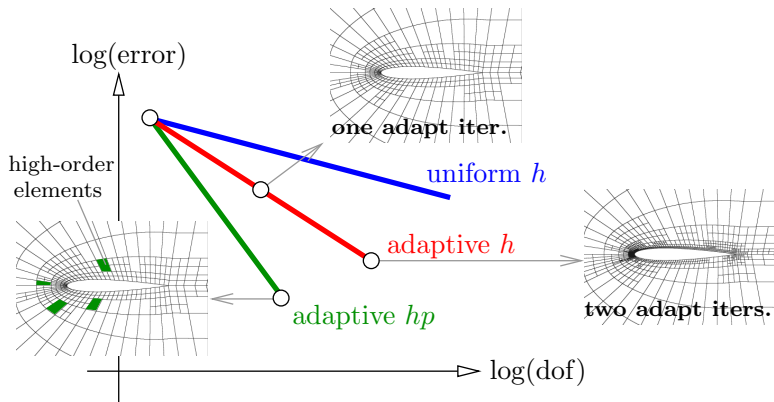 log(error)
one adapt iter.
high-order
elements
uniform h
adaptive h
two adapt iters.
adaptive hp
log(dof)